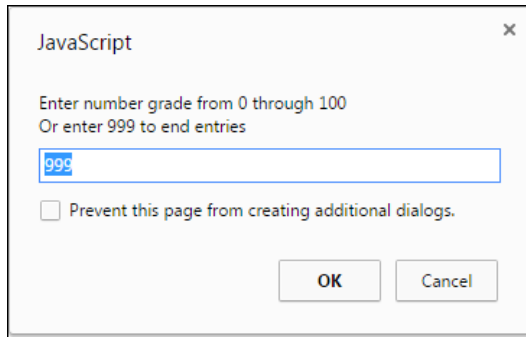 JavaScript
Enter number grade from 0 through 100
Or enter 999 to end entries
999
Prevent this page from creating additional dialogs.
OK
Cancel